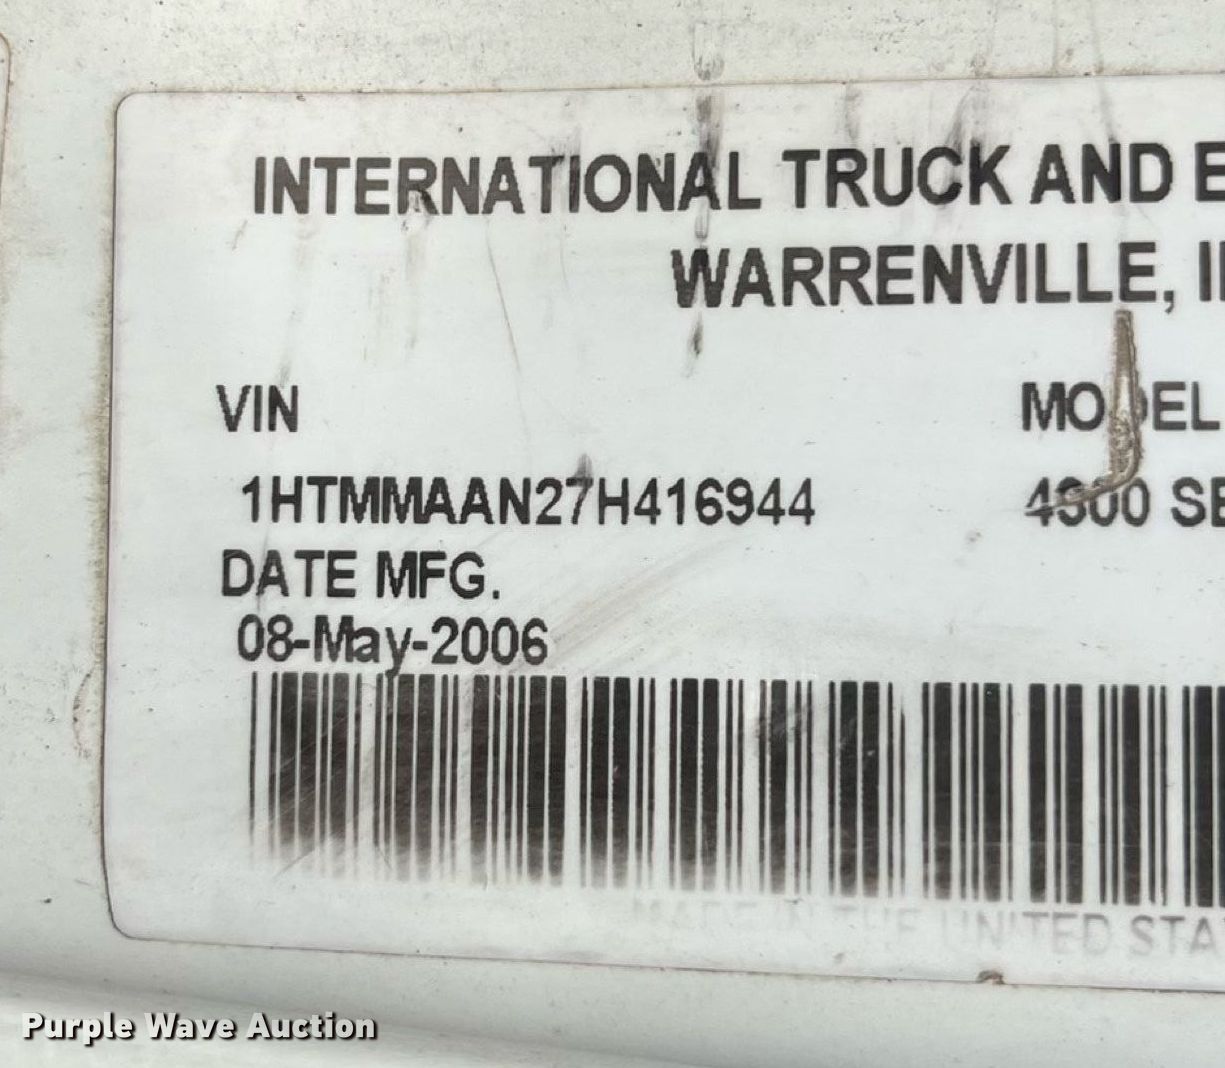 INTERNATIONAL TRUCK AND E
WARRENVILLE, IL
VIN
MODEL
1HTMMAAN27H416944
4300 SE
DATE MFG.
08-May-2006
MADE IN THE UNITED STA
Purple Wave Auction